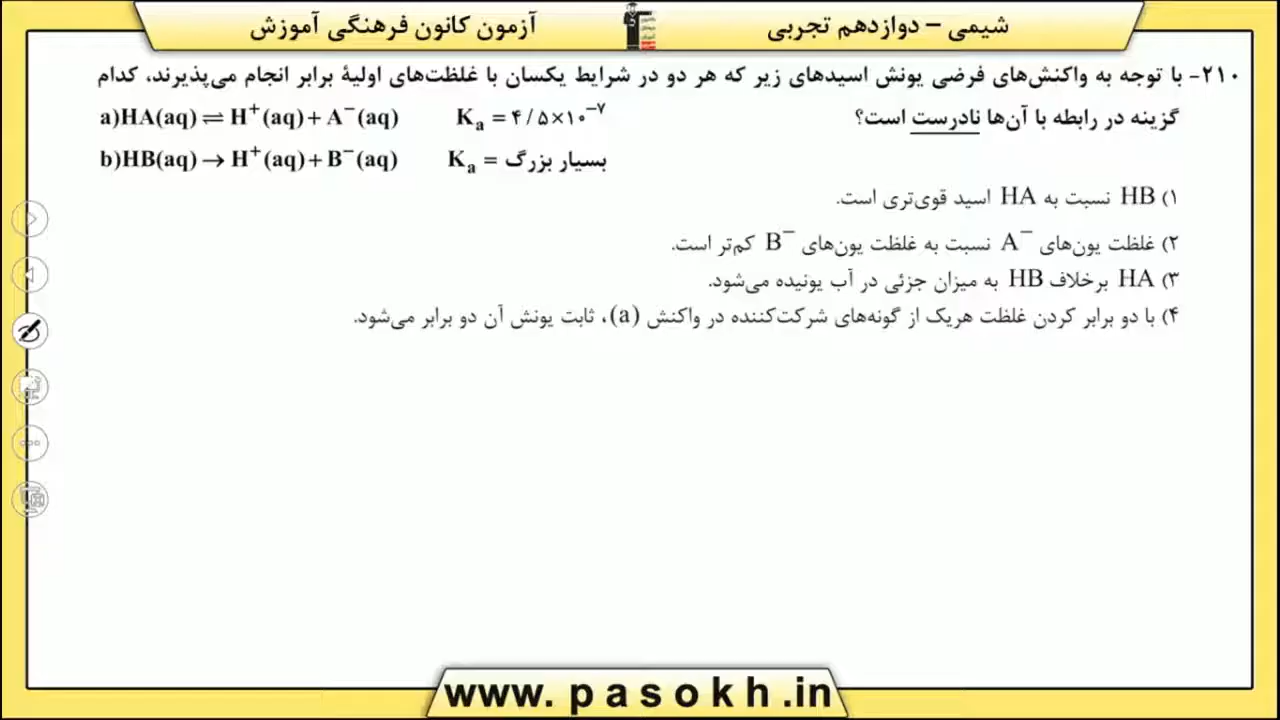 شیمی – دوازدهم تجربی
آزمون کانون فرهنگی آموزش
۲۱۰- با توجه به واکنش‌های فرضی یونش اسیدهای زیر که هر دو در شرایط یکسان با غلظت‌های اولیهٔ برابر انجام می‌پذیرند، کدام
گزینه در رابطه با آن‌ها نادرست است؟
a)HA(aq) ⇌ H⁺(aq) + A⁻(aq) Kₐ = ۴/۵×۱۰⁻⁷
b)HB(aq) → H⁺(aq) + B⁻(aq) Kₐ = بسیار بزرگ
۱) HB نسبت به HA اسید قوی‌تری است.
۲) غلظت یون‌های A⁻ نسبت به غلظت یون‌های B⁻ کم‌تر است.
۳) HA برخلاف HB به میزان جزئی در آب یونیده می‌شود.
۴) با دو برابر کردن غلظت هریک از گونه‌های شرکت‌کننده در واکنش (a)، ثابت یونش آن دو برابر می‌شود.
www. p a s o k h .in